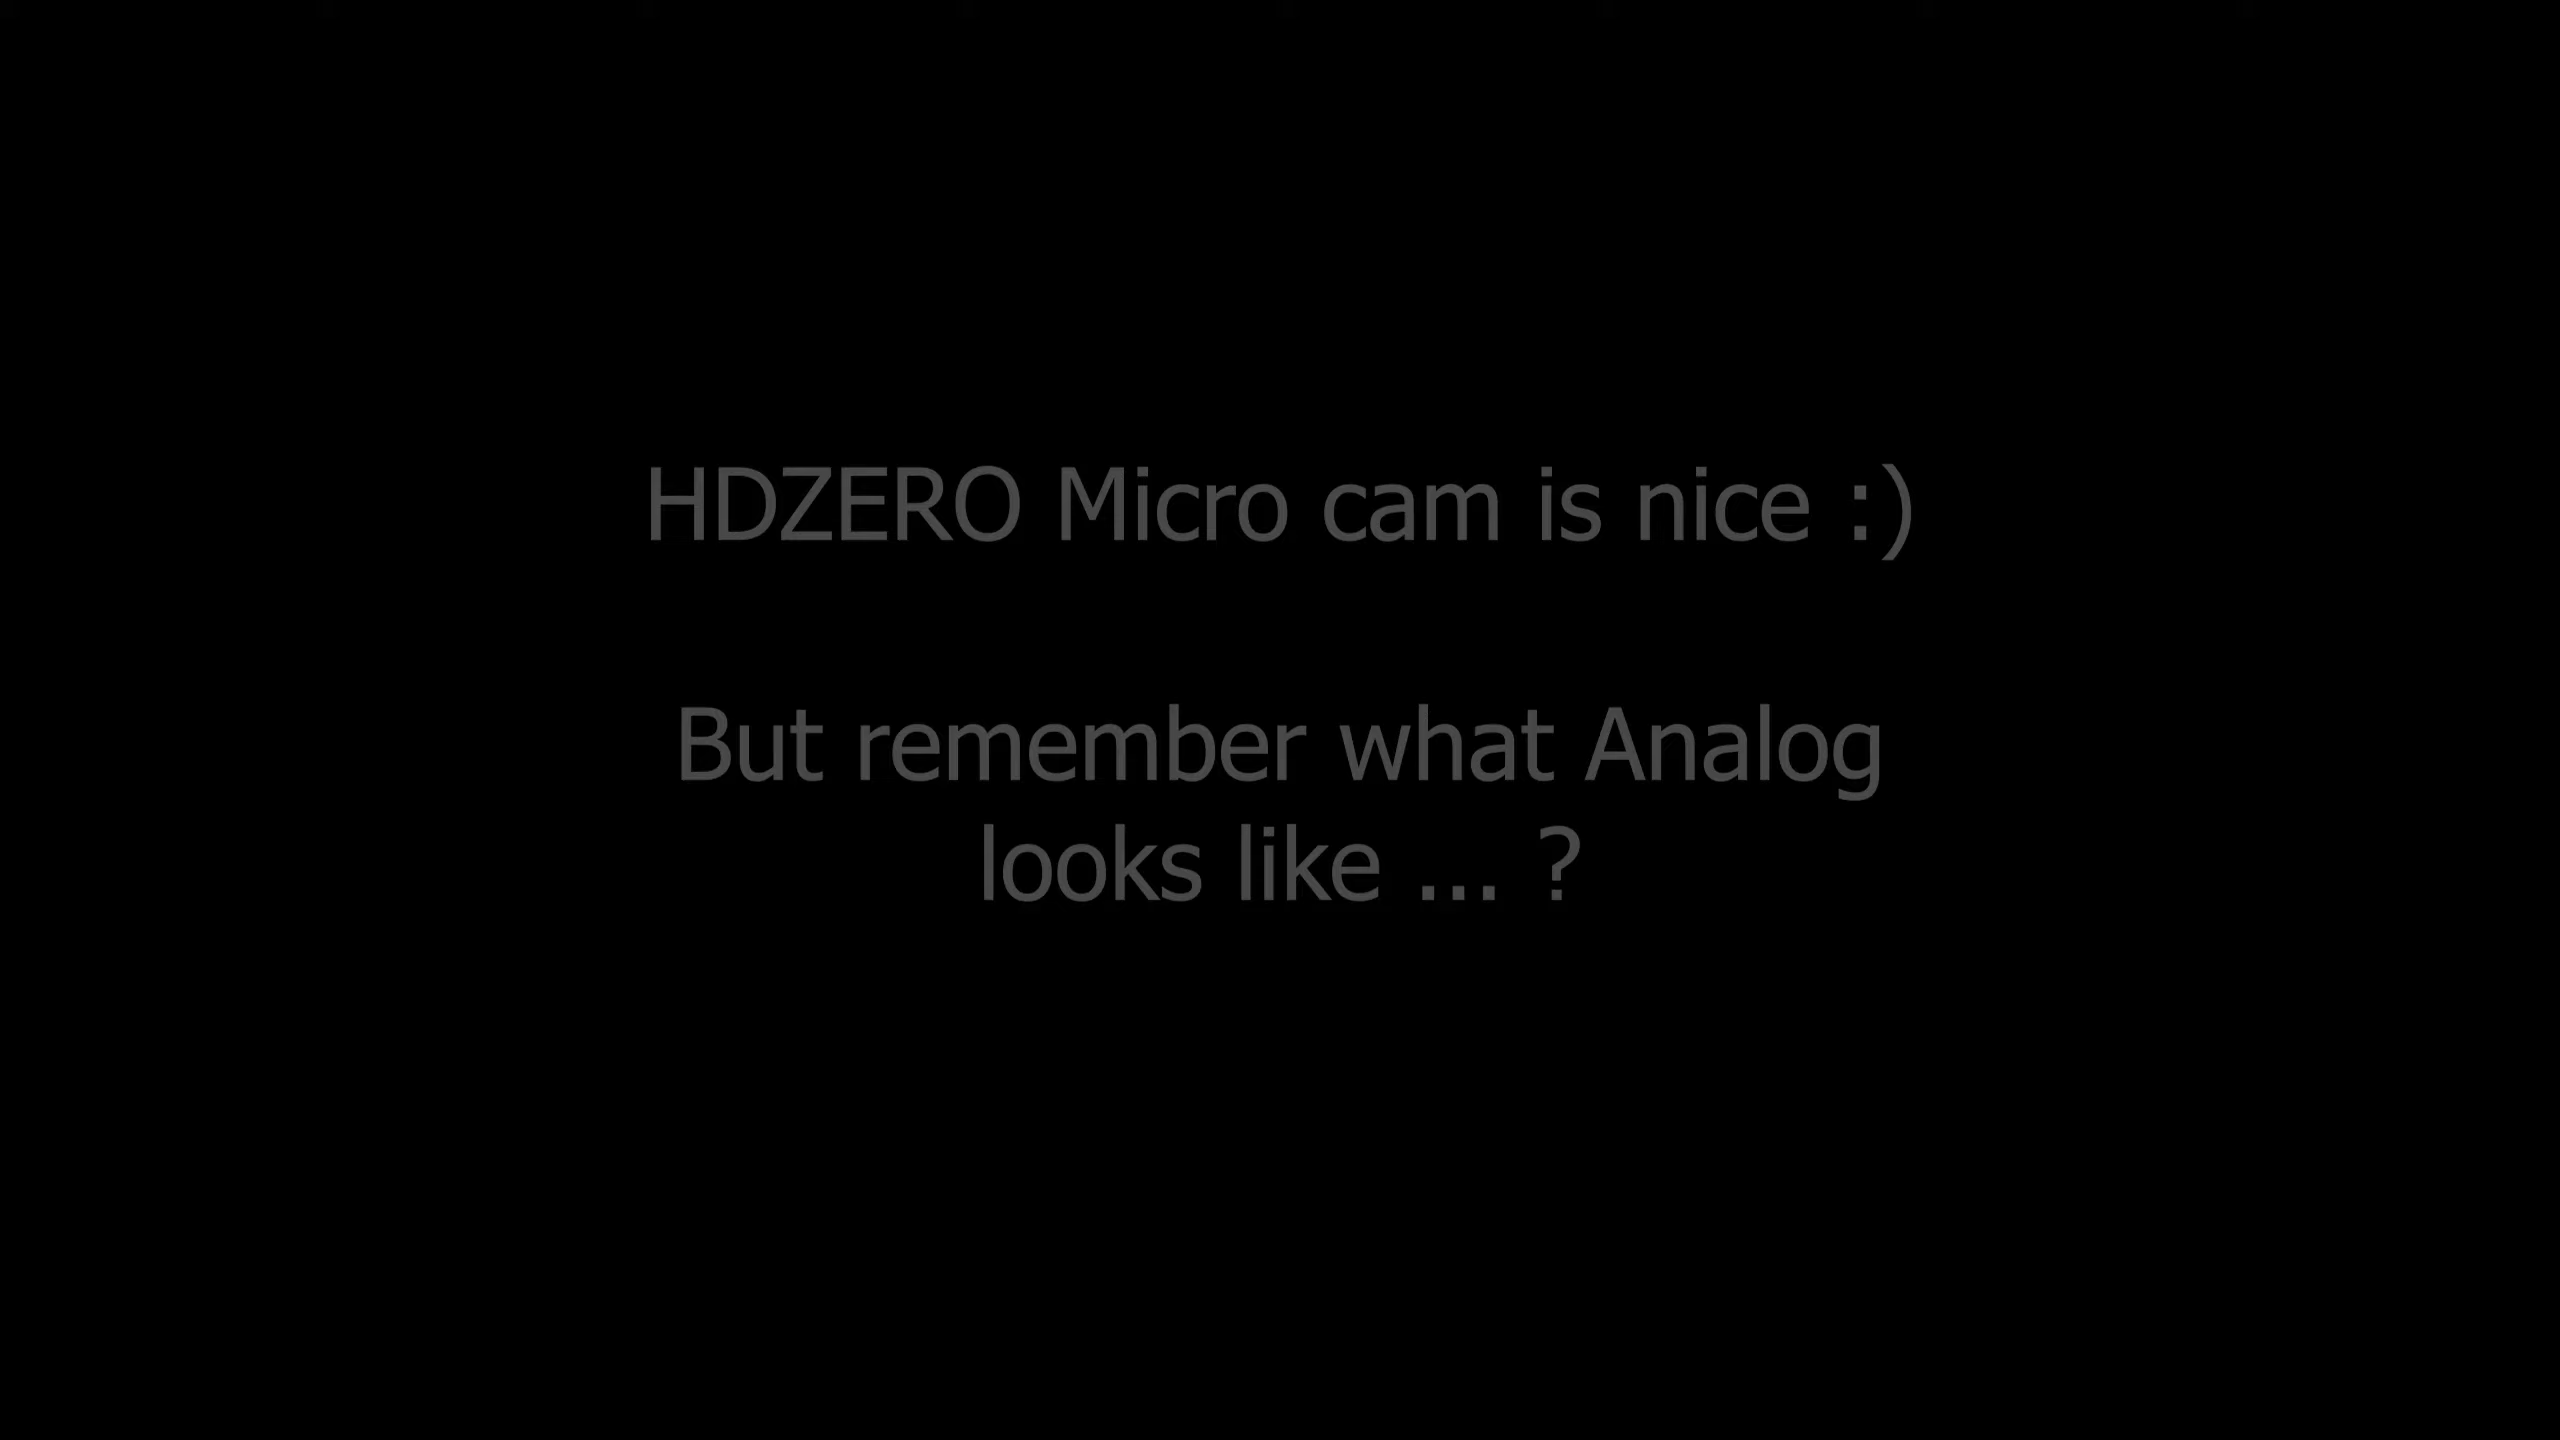 HDZERO Micro cam is nice :)
But remember what Analog
looks like ... ?